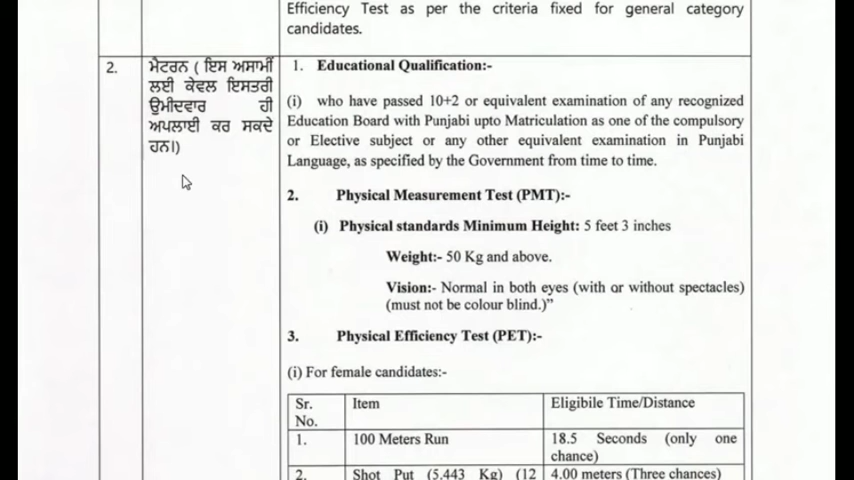 Efficiency Test as per the criteria fixed for general category
candidates.
2.
ਮੈਟਰਨ ( ਇਸ ਅਸਾਮੀਂ
ਲਈ ਕੇਵਲ ਇਸਤਰੀ
ਉਮੀਦਵਾਰ ਹੀ
ਅਪਲਾਈ ਕਰ ਸਕਦੇ
ਹਨ।)
1. Educational Qualification:-
(i) who have passed 10+2 or equivalent examination of any recognized
Education Board with Punjabi upto Matriculation as one of the compulsory
or Elective subject or any other equivalent examination in Punjabi
Language, as specified by the Government from time to time.
2. Physical Measurement Test (PMT):-
(i) Physical standards Minimum Height: 5 feet 3 inches
Weight:- 50 Kg and above.
Vision:- Normal in both eyes (with or without spectacles)
(must not be colour blind.)”
3. Physical Efficiency Test (PET):-
(i) For female candidates:-
Sr. Item Eligibile Time/Distance
No.
1. 100 Meters Run 18.5 Seconds (only one
chance)
2. Shot Put (5.443 Kg) (12 4.00 meters (Three chances)